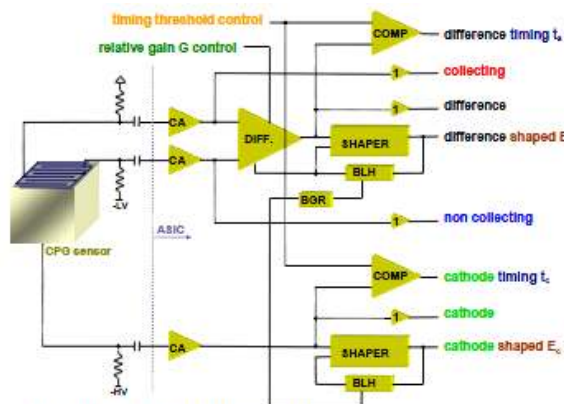 timing threshold control
relative gain G control
COMP
difference timing tₐ
1
collecting
1
difference
CA
DIFF.
SHAPER
difference shaped E
CA
BLH
BGR
-LV
ASIC
1
non collecting
CPG sensor
COMP
cathode timing t꜀
1
cathode
CA
SHAPER
cathode shaped E꜀
BLH
-HV